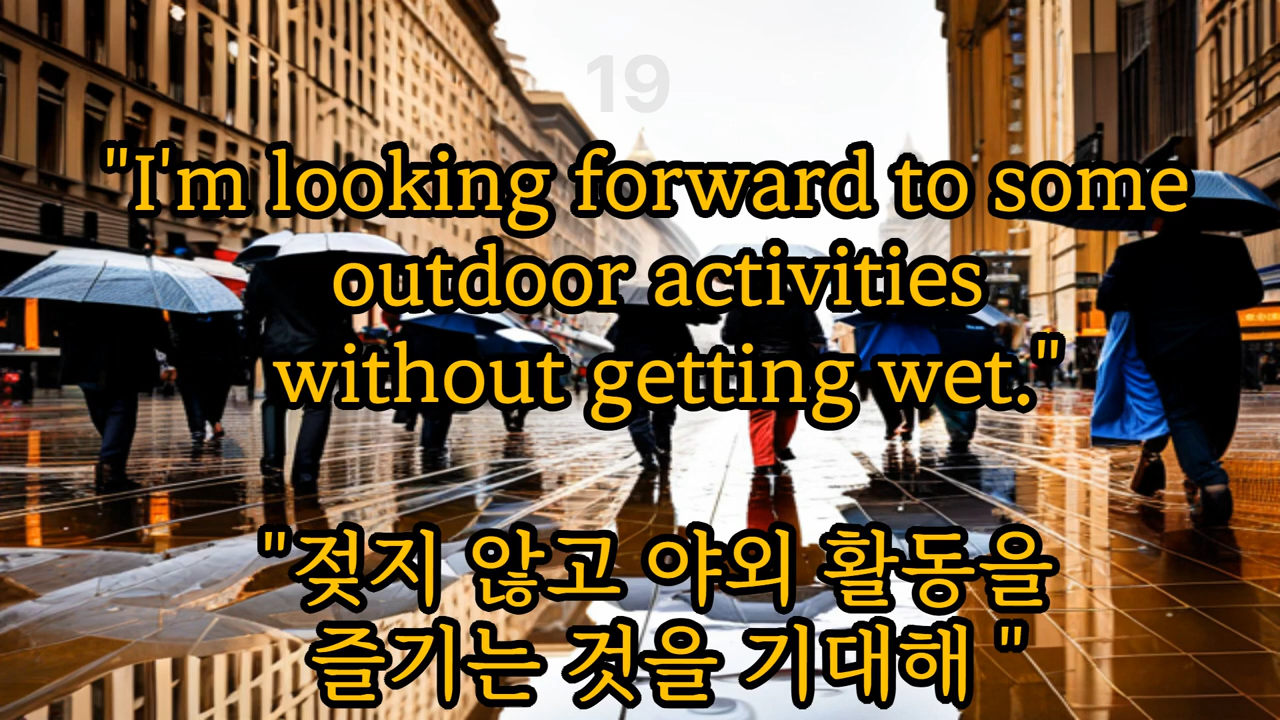 19
"I'm looking forward to some
outdoor activities
without getting wet."
"젖지 않고 야외 활동을
즐기는 것을 기대해 "